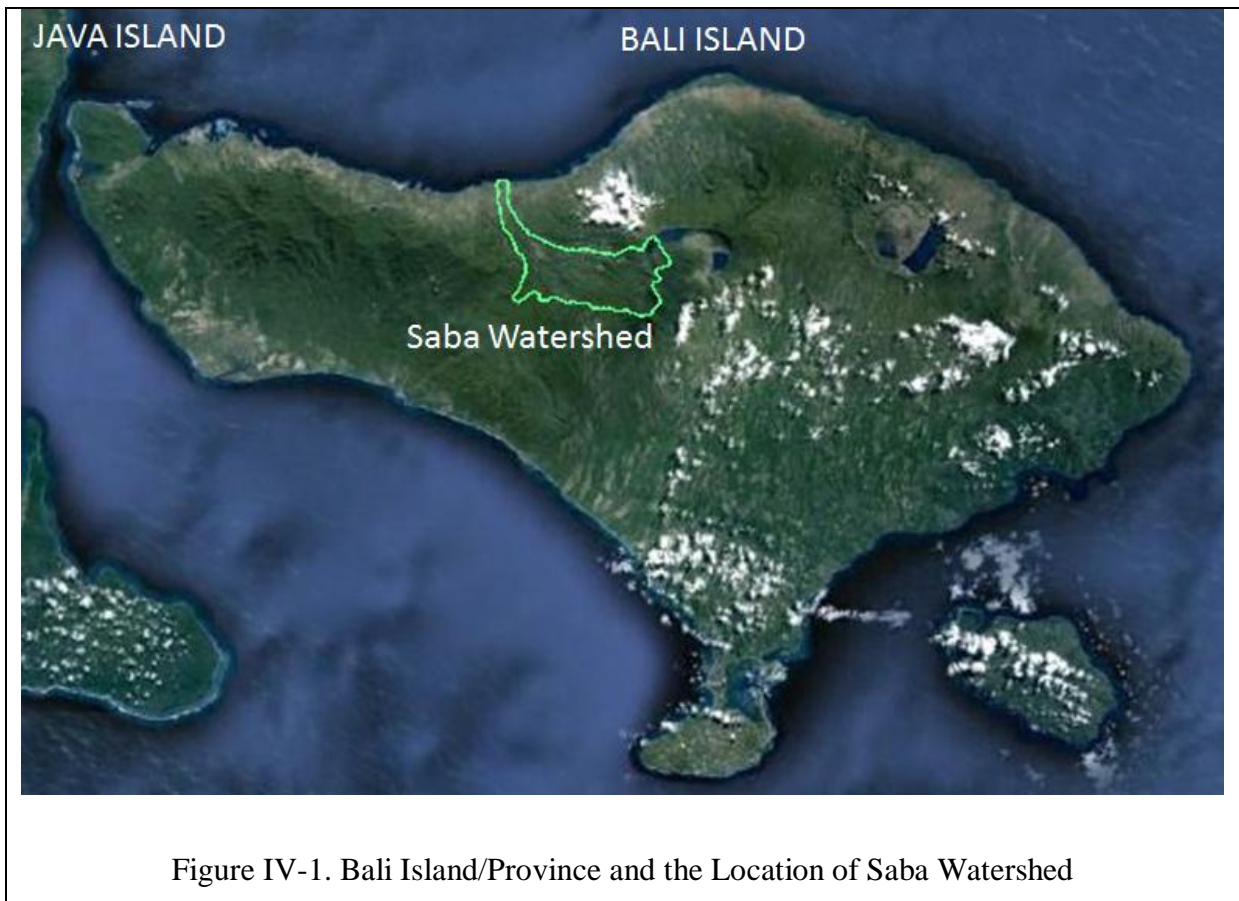 JAVA ISLAND
BALI ISLAND
Saba Watershed
Figure IV-1. Bali Island/Province and the Location of Saba Watershed